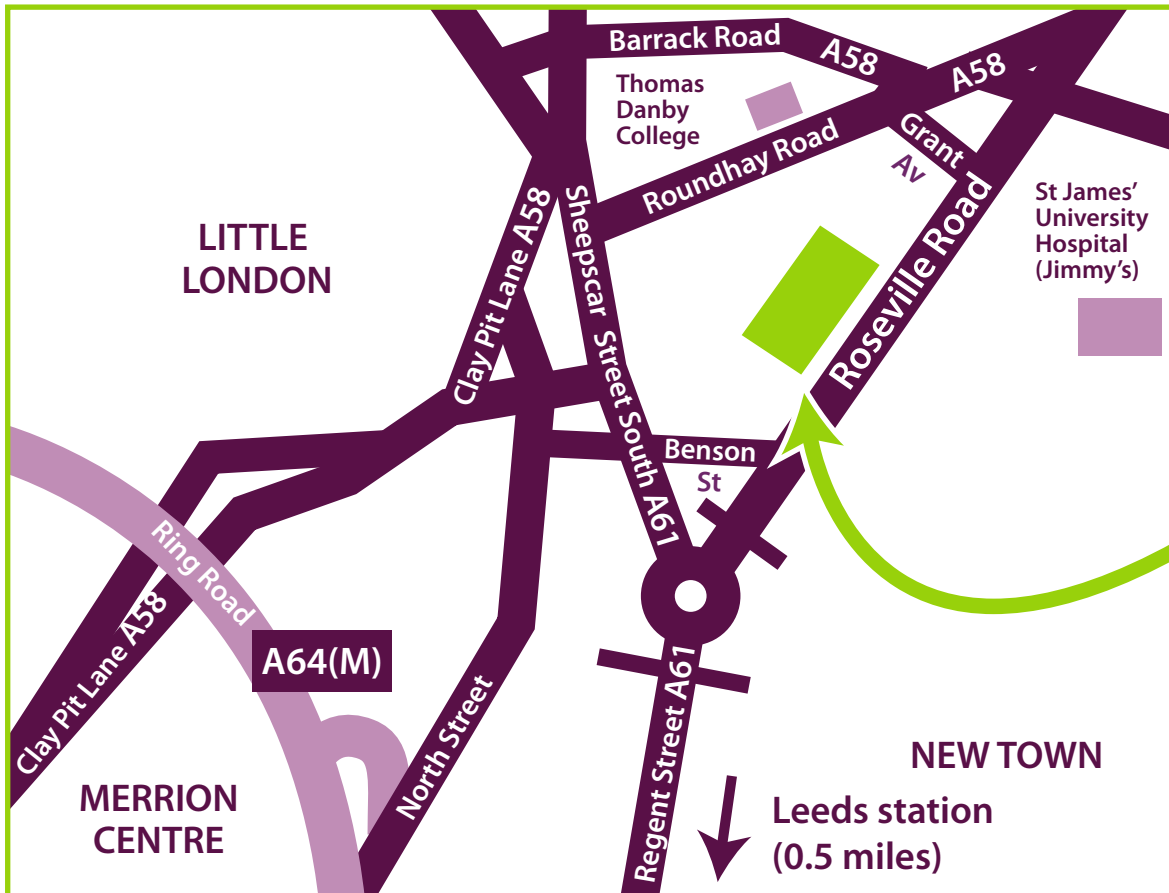 Barrack Road
A58
A58
Thomas
Danby
College
Roundhay Road
Grant
Av
Sheepscar Street South A61
Clay Pit Lane A58
LITTLE
LONDON
Roseville Road
St James’
University
Hospital
(Jimmy’s)
Benson
St
Ring Road
A64(M)
Clay Pit Lane A58
North Street
Regent Street A61
MERRION
CENTRE
NEW TOWN
Leeds station
(0.5 miles)